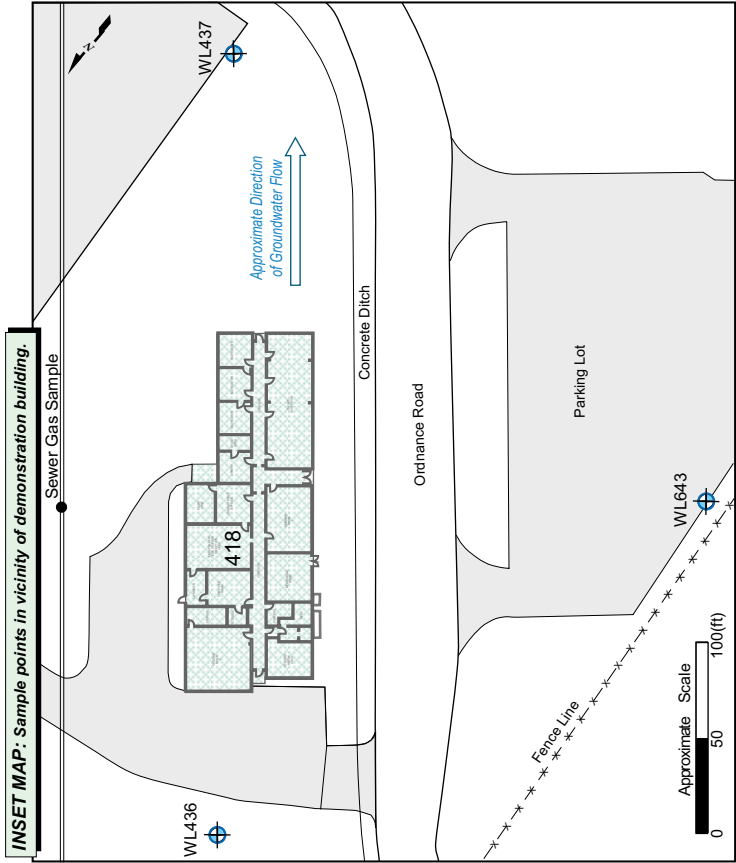 INSET MAP: Sample points in vicinity of demonstration building.
Sewer Gas Sample
N
WL437
WL436
418
Approximate Direction
of Groundwater Flow
Concrete Ditch
Ordnance Road
Parking Lot
WL643
Fence Line
Approximate Scale
0 50 100(ft)